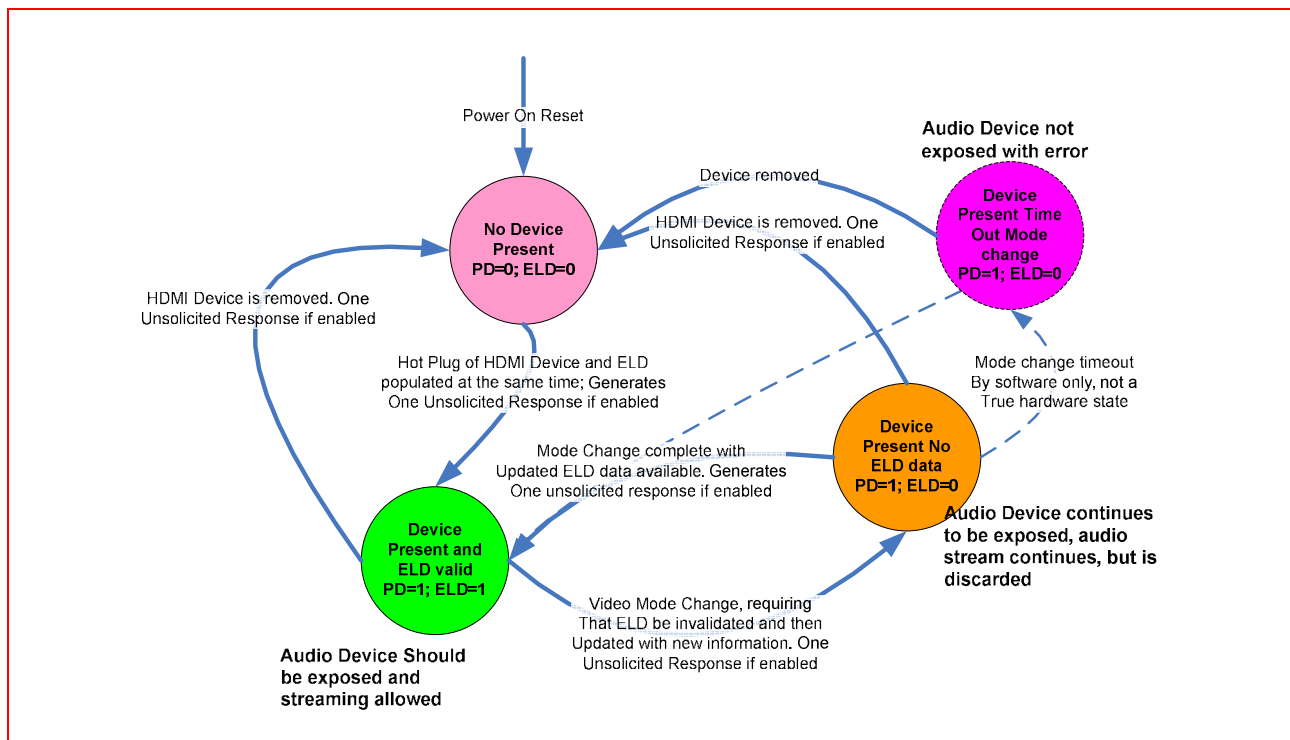 Power On Reset
Audio Device not
exposed with error
Device removed
Device
Present Time
Out Mode
change
PD=1; ELD=0
HDMI Device is removed. One
Unsolicited Response if enabled
No Device
Present
PD=0; ELD=0
HDMI Device is removed. One
Unsolicited Response if enabled
Hot Plug of HDMI Device and ELD
populated at the same time; Generates
One Unsolicited Response if enabled
Mode change timeout
By software only, not a
True hardware state
Device
Present No
ELD data
PD=1; ELD=0
Mode Change complete with
Updated ELD data available. Generates
One unsolicited response if enabled
Audio Device continues
to be exposed, audio
stream continues, but is
discarded
Device
Present and
ELD valid
PD=1; ELD=1
Video Mode Change, requiring
That ELD be invalidated and then
Updated with new information. One
Unsolicited Response if enabled
Audio Device Should
be exposed and
streaming allowed